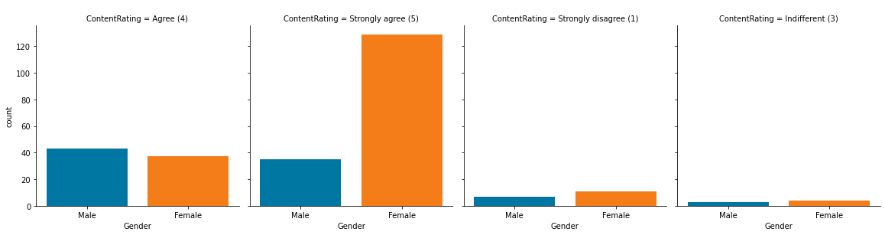 ContentRating = Agree (4)
ContentRating = Strongly agree (5)
ContentRating = Strongly disagree (1)
ContentRating = Indifferent (3)
120
100
80
60
40
20
0
count
Male Female
Male Female
Male Female
Male Female
Gender
Gender
Gender
Gender